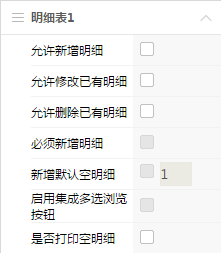 明细表1
允许新增明细
允许修改已有明细
允许删除已有明细
必须新增明细
新增默认空明细 1
启用集成多选浏览
按钮
是否打印空明细